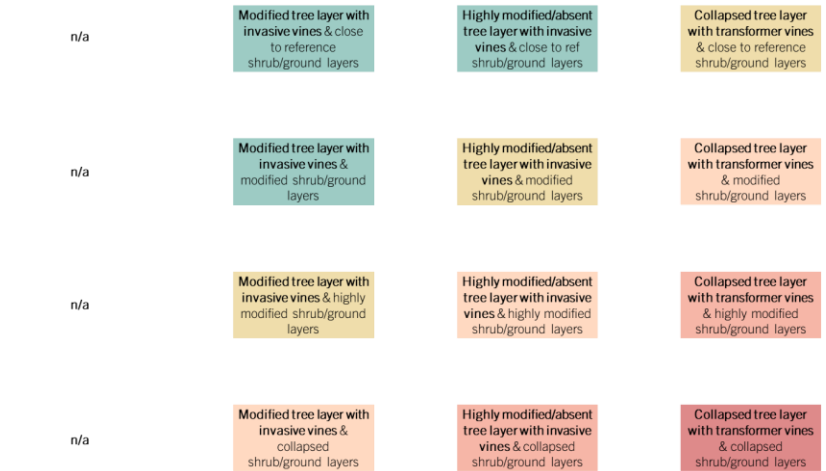 n/a
Modified tree layer with
invasive vines & close
to reference
shrub/ground layers
Highly modified/absent
tree layer with invasive
vines & close to ref
shrub/ground layers
Collapsed tree layer
with transformer vines
& close to reference
shrub/ground layers
n/a
Modified tree layer with
invasive vines &
modified shrub/ground
layers
Highly modified/absent
tree layer with invasive
vines & modified
shrub/ground layers
Collapsed tree layer
with transformer vines
& modified
shrub/ground layers
n/a
Modified tree layer with
invasive vines & highly
modified shrub/ground
layers
Highly modified/absent
tree layer with invasive
vines & highly modified
shrub/ground layers
Collapsed tree layer
with transformer vines
& highly modified
shrub/ground layers
n/a
Modified tree layer with
invasive vines &
collapsed
shrub/ground layers
Highly modified/absent
tree layer with invasive
vines & collapsed
shrub/ground layers
Collapsed tree layer
with transformer vines
& collapsed
shrub/ground layers